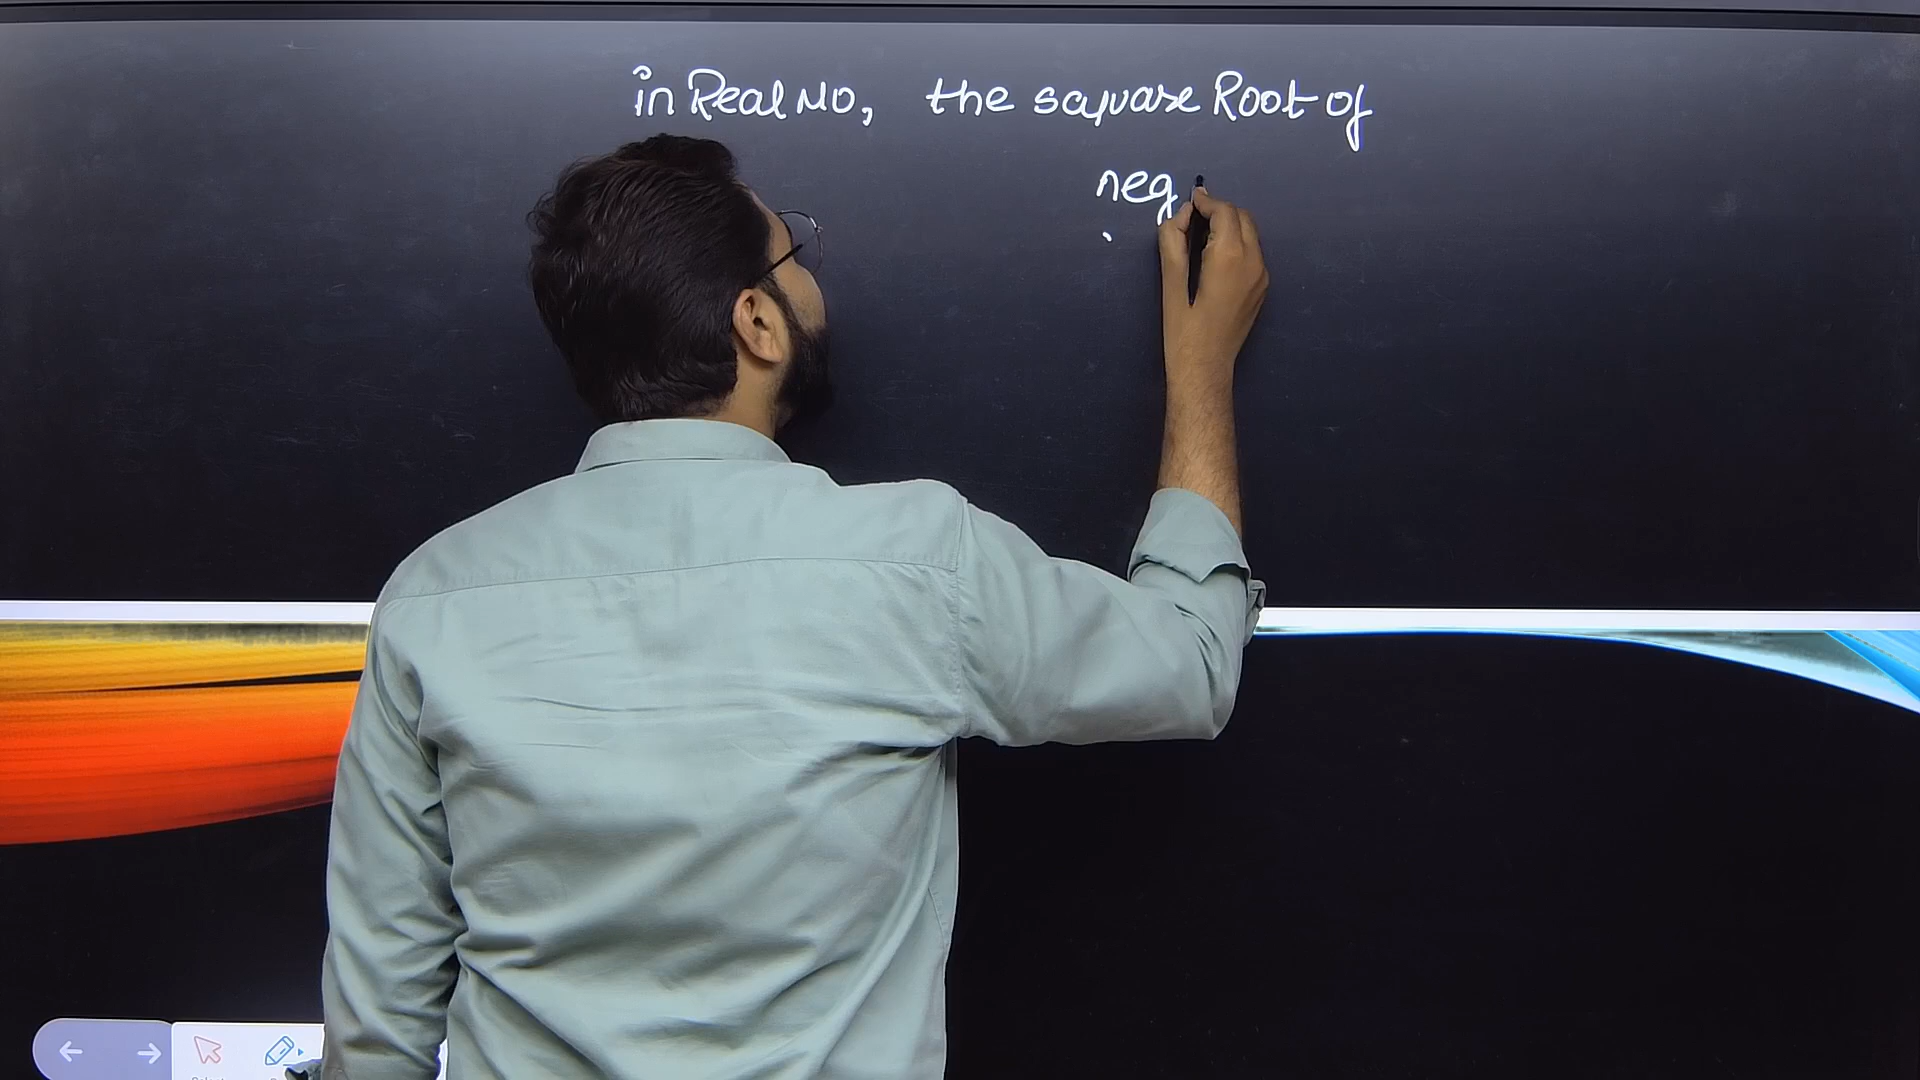 in Real No, the square Root of
neg